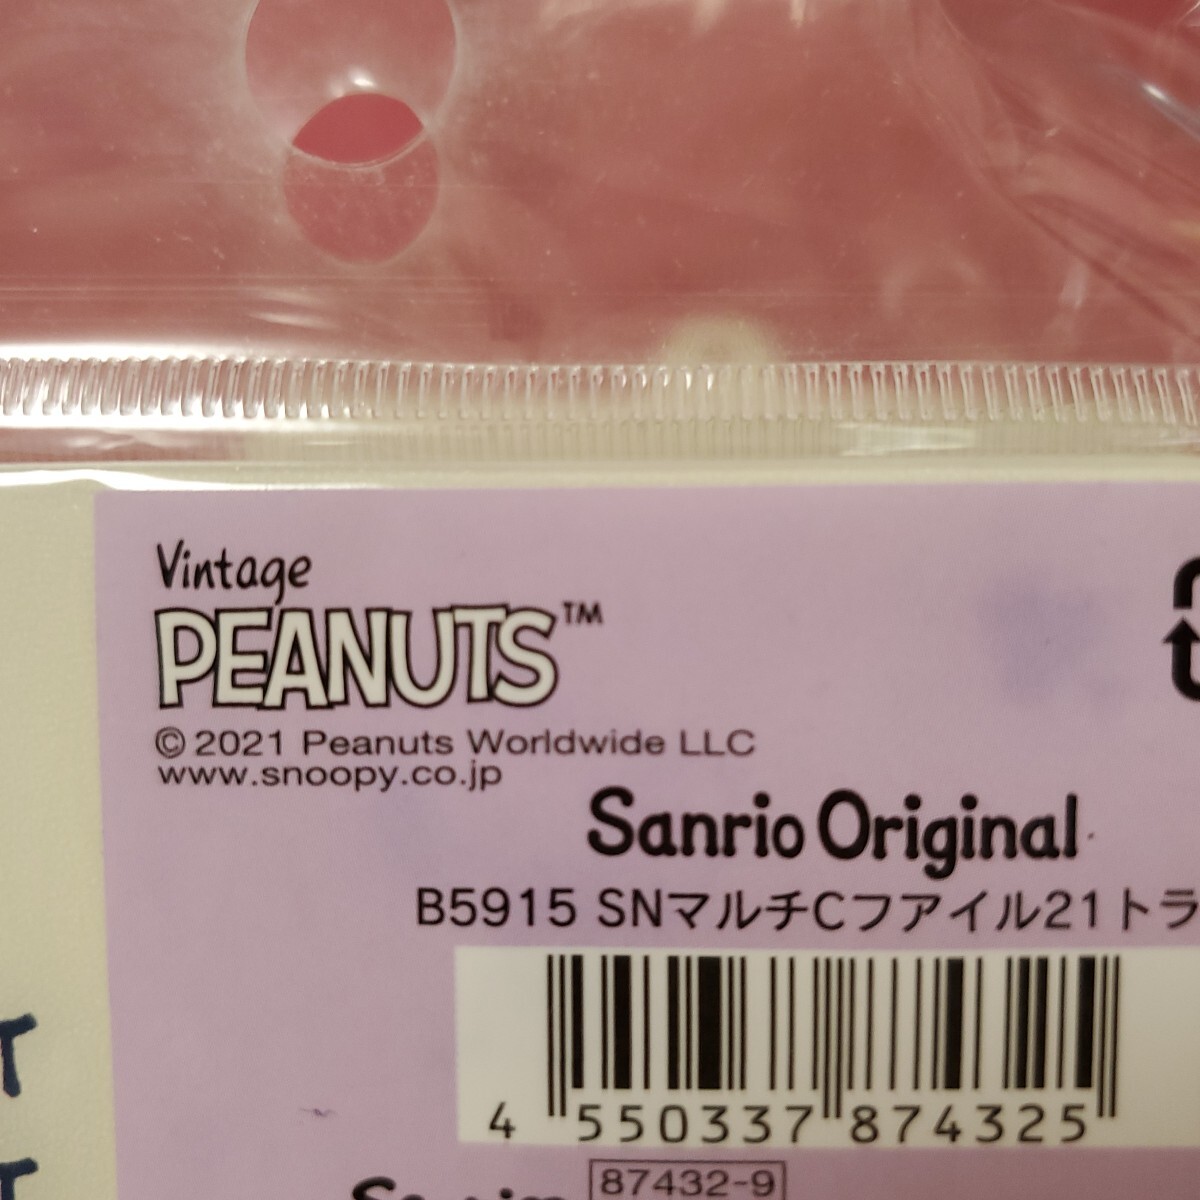 Vintage
PEANUTS™
© 2021 Peanuts Worldwide LLC
www.snoopy.co.jp
Sanrio Original
B5915 SNマルチCフアイル21トラ
4 550337 874325
87432-9
T
T